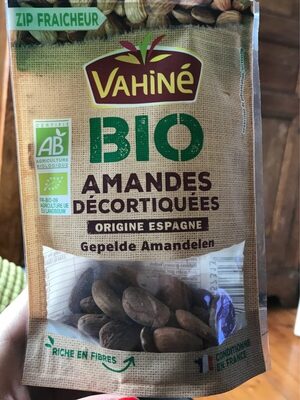 ZIP FRAICHEUR
VAHINÉ
BIO
CERTIFIÉ
AB
AGRICULTURE
BIOLOGIQUE
AMANDES
DÉCORTIQUÉES
ORIGINE ESPAGNE
Gepelde Amandelen
RICHE EN FIBRES
CONDITIONNÉ
EN FRANCE